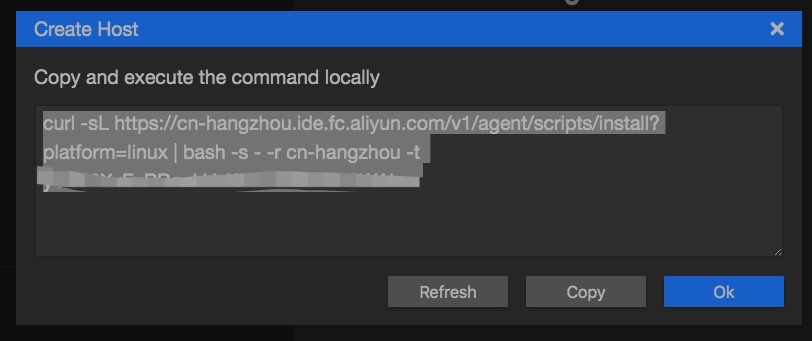 Create Host
Copy and execute the command locally
curl -sL https://cn-hangzhou.ide.fc.aliyun.com/v1/agent/scripts/install?
platform=linux | bash -s - -r cn-hangzhou -t
Refresh
Copy
Ok